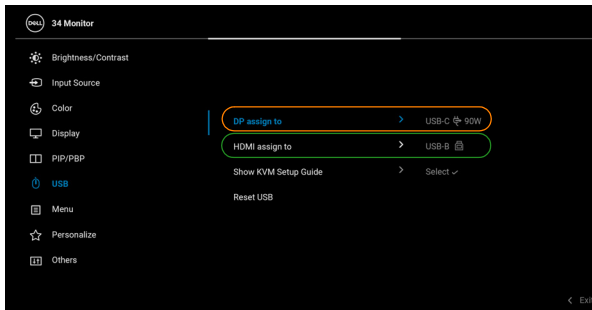 DELL 34 Monitor
Brightness/Contrast
Input Source
Color
Display
PIP/PBP
USB
Menu
Personalize
Others
DP assign to > USB-C 90W
HDMI assign to > USB-B
Show KVM Setup Guide > Select ✓
Reset USB
< Exit